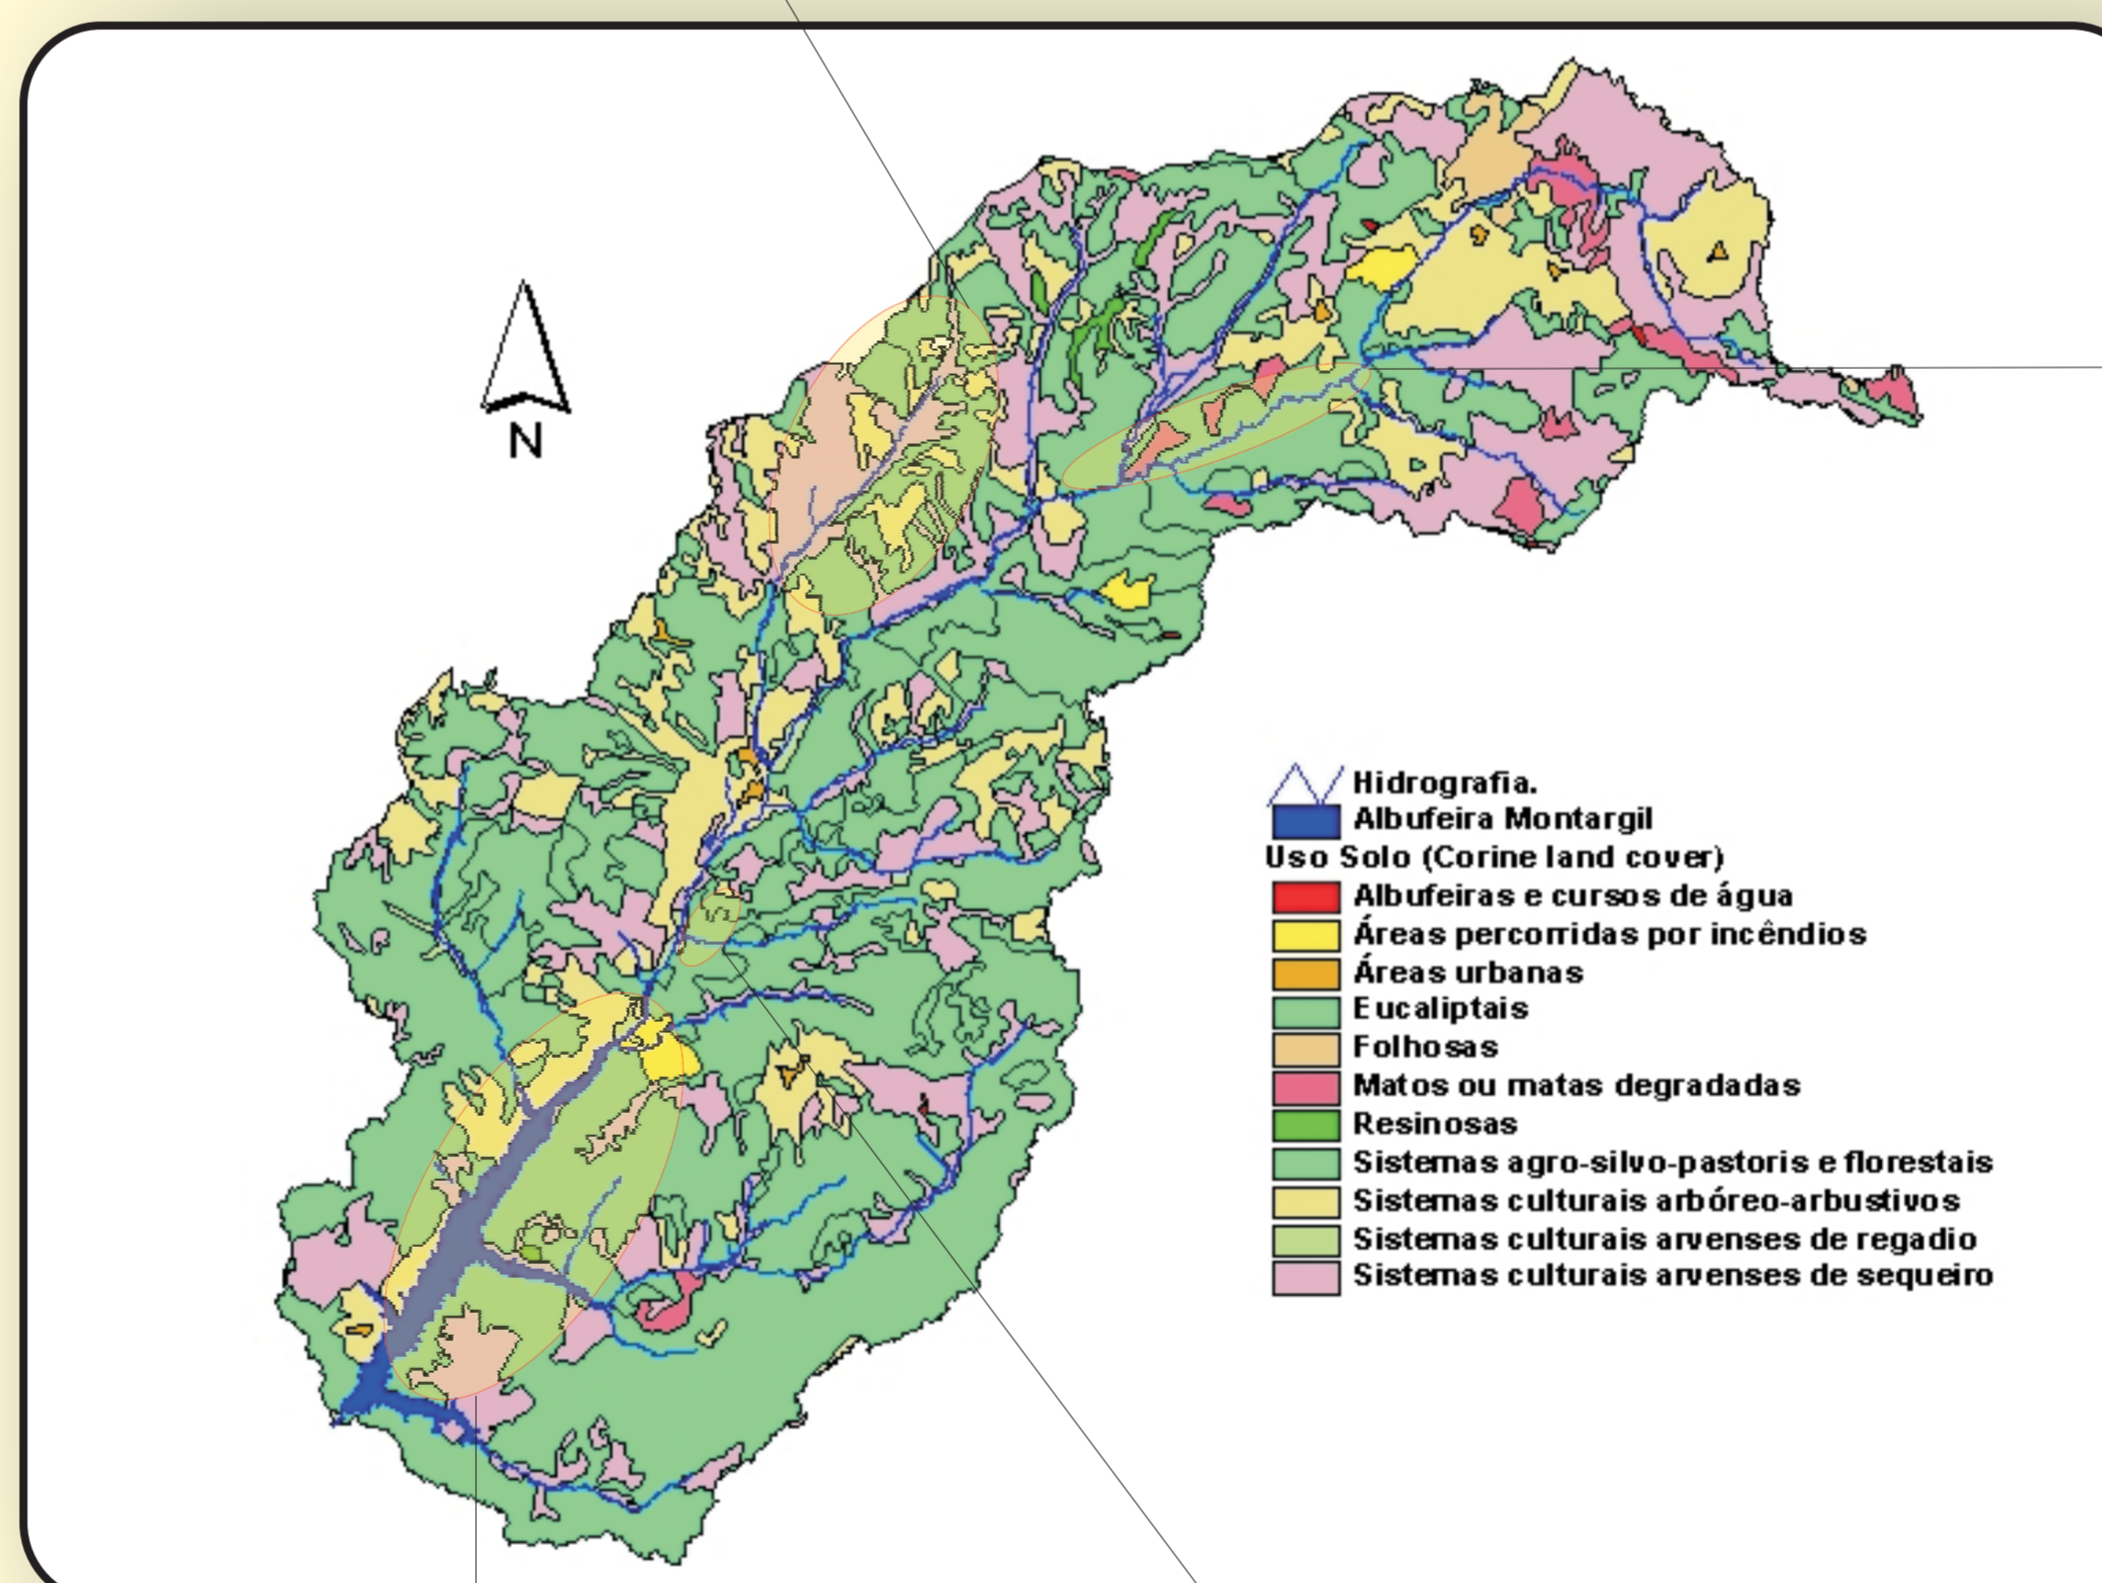 N
Hidrografia.
Albufeira Montargil
Uso Solo (Corine land cover)
Albufeiras e cursos de água
Áreas percorridas por incêndios
Áreas urbanas
Eucaliptais
Folhosas
Matos ou matas degradadas
Resinosas
Sistemas agro-silvo-pastoris e florestais
Sistemas culturais arbóreo-arbustivos
Sistemas culturais arvenses de regadio
Sistemas culturais arvenses de sequeiro